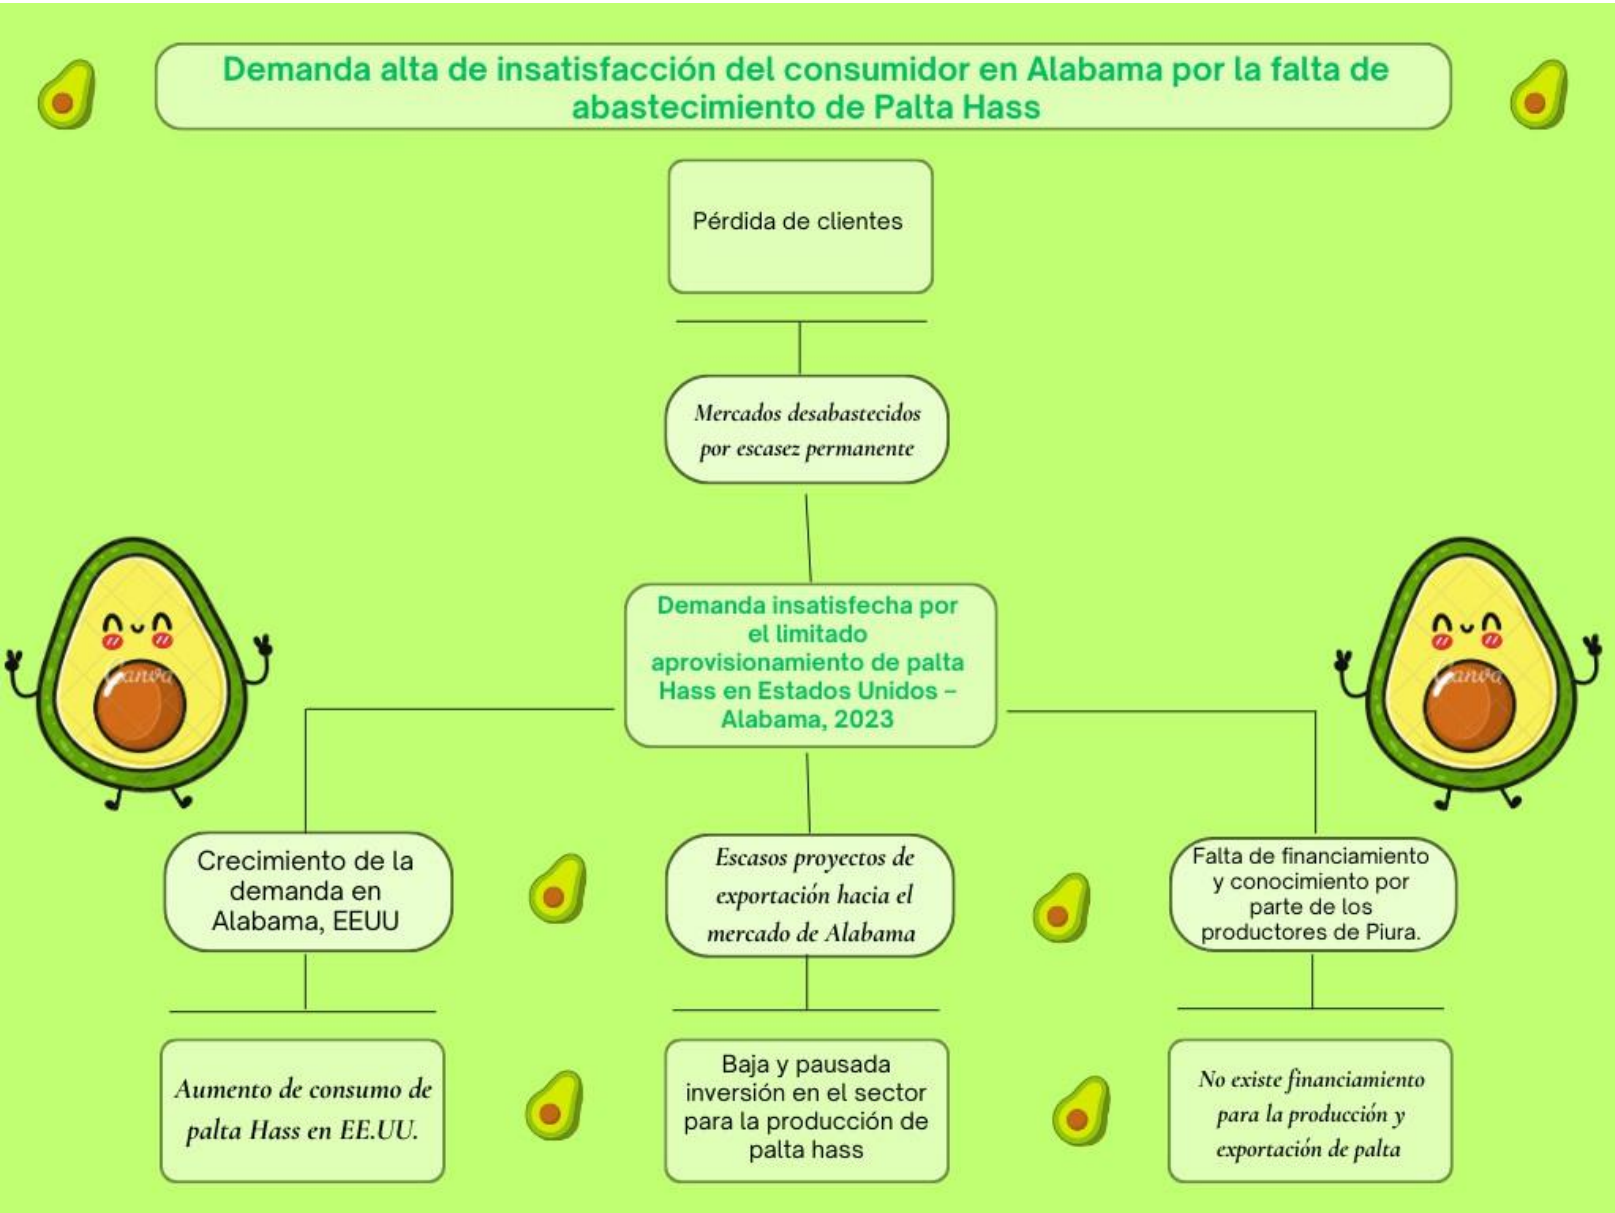 Demanda alta de insatisfacción del consumidor en Alabama por la falta de
abastecimiento de Palta Hass
Pérdida de clientes
Mercados desabastecidos
por escasez permanente
Demanda insatisfecha por
el limitado
aprovisionamiento de palta
Hass en Estados Unidos –
Alabama, 2023
Canva
Canva
Crecimiento de la
demanda en
Alabama, EEUU
Escasos proyectos de
exportación hacia el
mercado de Alabama
Falta de financiamiento
y conocimiento por
parte de los
productores de Piura.
Aumento de consumo de
palta Hass en EE.UU.
Baja y pausada
inversión en el sector
para la producción de
palta hass
No existe financiamiento
para la producción y
exportación de palta